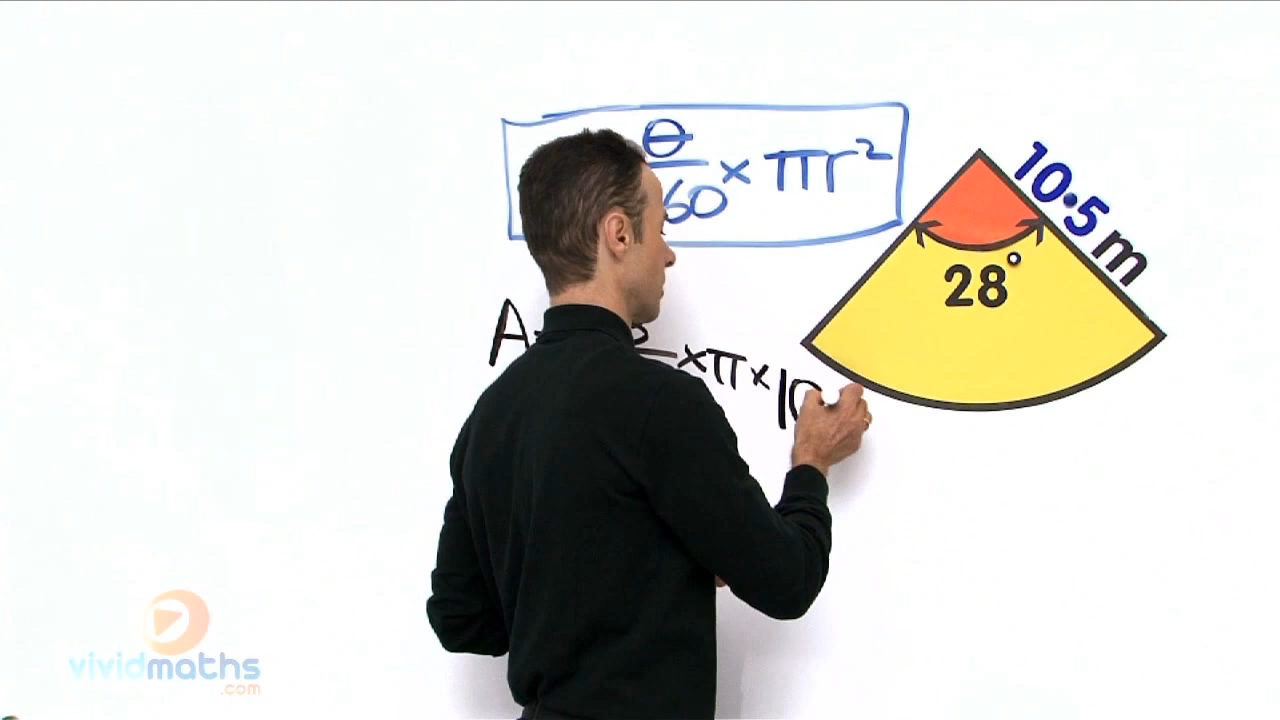 θ
60 × πr²
10·5 m
28°
A
× π × 10
vividmaths
.com